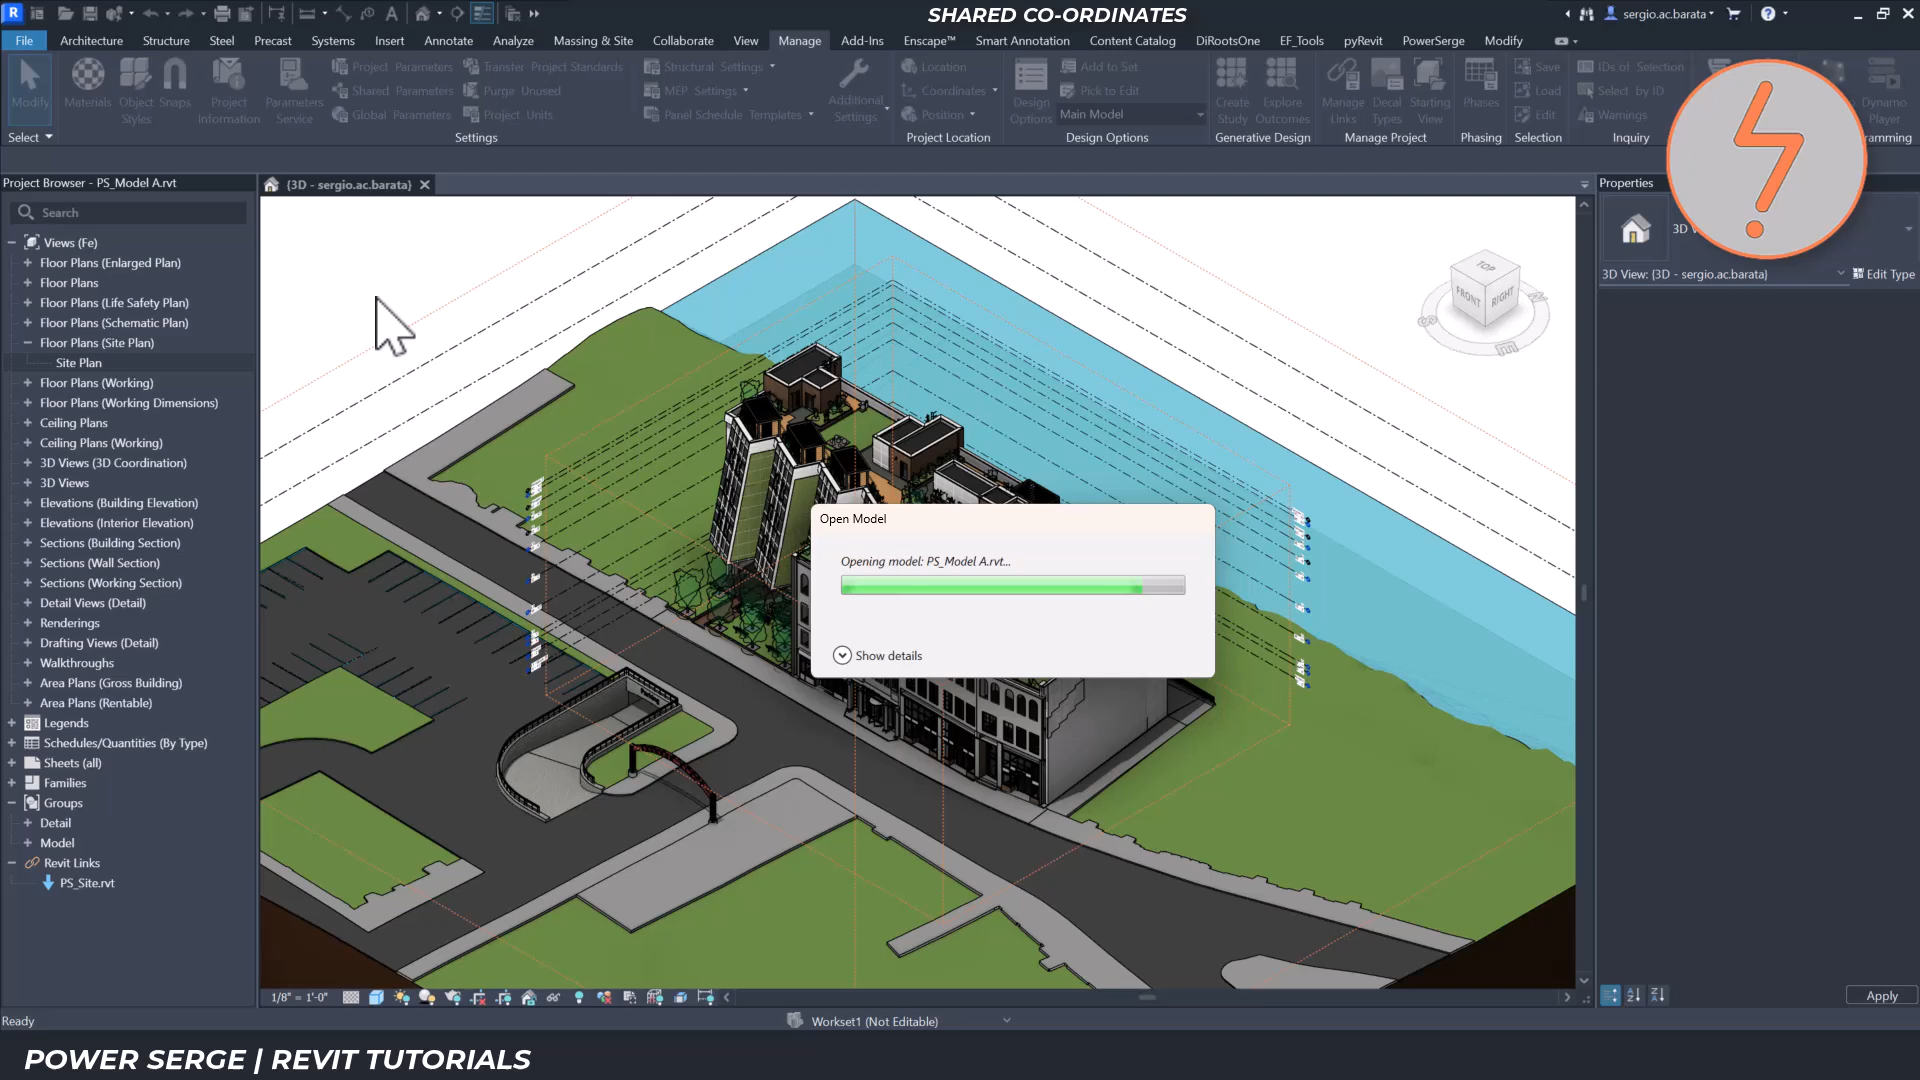 SHARED CO-ORDINATES
sergio.ac.barata
File Architecture Structure Steel Precast Systems Insert Annotate Analyze Massing & Site Collaborate View Manage Add-Ins Enscape™ Smart Annotation Content Catalog DiRootsOne EF_Tools pyRevit PowerSerge Modify
Modify
Materials
Object Styles
Snaps
Project Information
Parameters Service
Project Parameters
Shared Parameters
Global Parameters
Transfer Project Standards
Purge Unused
Project Units
Structural Settings
MEP Settings
Panel Schedule Templates
Additional Settings
Location
Coordinates
Position
Design Options
Add to Set
Pick to Edit
Main Model
Create Study
Explore Outcomes
Manage Links
Decal Types
Starting View
Phases
Save
Load
Edit
IDs of Selection
Select by ID
Warnings
Dynamo Player
Select
Settings
Project Location
Design Options
Generative Design
Manage Project
Phasing
Selection
Inquiry
ramming
Project Browser - PS_Model A.rvt
{3D - sergio.ac.barata}
Properties
Search
Views (Fe)
Floor Plans (Enlarged Plan)
Floor Plans
Floor Plans (Life Safety Plan)
Floor Plans (Schematic Plan)
Floor Plans (Site Plan)
Site Plan
Floor Plans (Working)
Floor Plans (Working Dimensions)
Ceiling Plans
Ceiling Plans (Working)
3D Views (3D Coordination)
3D Views
Elevations (Building Elevation)
Elevations (Interior Elevation)
Sections (Building Section)
Sections (Wall Section)
Sections (Working Section)
Detail Views (Detail)
Renderings
Drafting Views (Detail)
Walkthroughs
Area Plans (Gross Building)
Area Plans (Rentable)
Legends
Schedules/Quantities (By Type)
Sheets (all)
Families
Groups
Detail
Model
Revit Links
PS_Site.rvt
TOP
FRONT
RIGHT
3D V
3D View: {3D - sergio.ac.barata}
Edit Type
Open Model
Opening model: PS_Model A.rvt...
Show details
1/8" = 1'-0"
Apply
Ready
Workset1 (Not Editable)
POWER SERGE | REVIT TUTORIALS